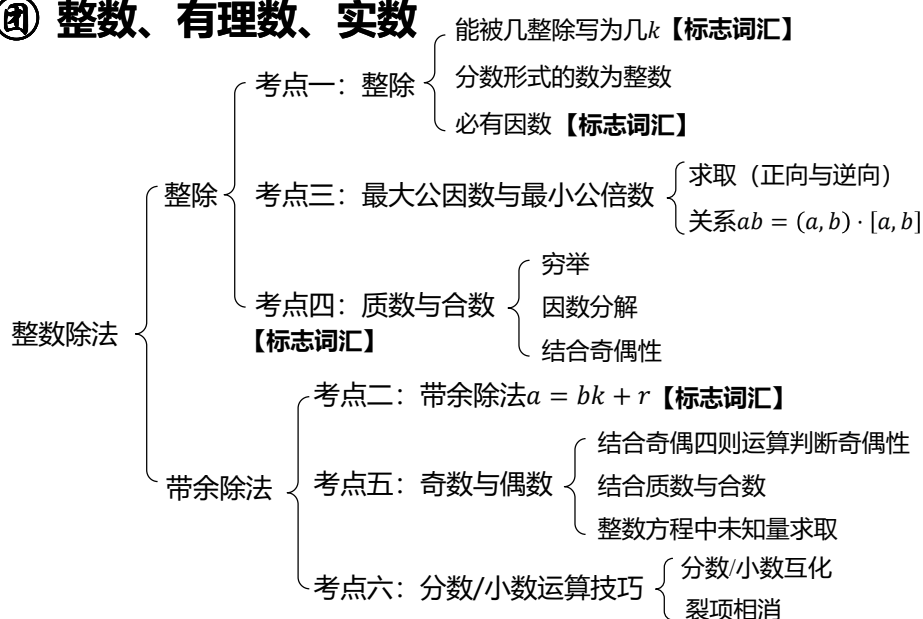 团 整数、有理数、实数
能被几整除写为几k【标志词汇】
考点一：整除
分数形式的数为整数
必有因数【标志词汇】
整除
考点三：最大公因数与最小公倍数
求取（正向与逆向）
关系ab = (a, b) · [a, b]
穷举
考点四：质数与合数
【标志词汇】
因数分解
结合奇偶性
整数除法
考点二：带余除法a = bk + r【标志词汇】
带余除法
结合奇偶四则运算判断奇偶性
考点五：奇数与偶数
结合质数与合数
整数方程中未知量求取
考点六：分数/小数运算技巧
分数/小数互化
裂项相消